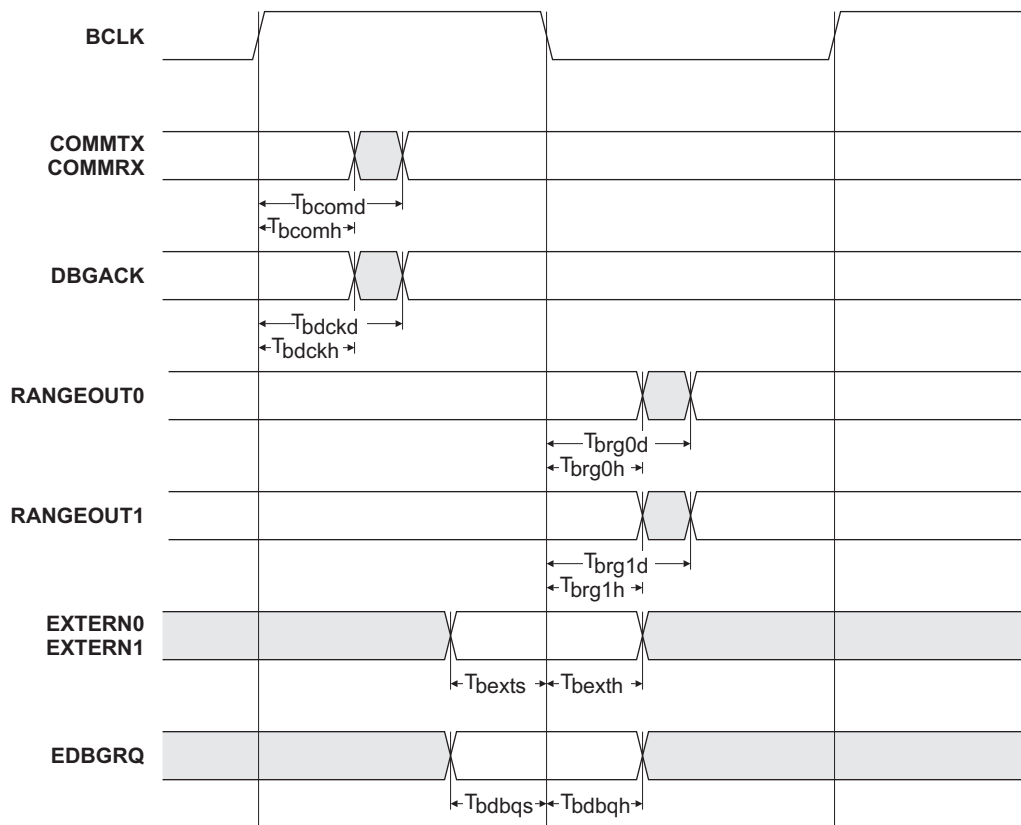 BCLK
COMMTX
COMMRX
Tbcomd
Tbcomh
DBGACK
Tbdckd
Tbdckh
RANGEOUT0
Tbrg0d
Tbrg0h
RANGEOUT1
Tbrg1d
Tbrg1h
EXTERN0
EXTERN1
Tbexts Tbexth
EDBGRQ
Tbdbqs Tbdbqh